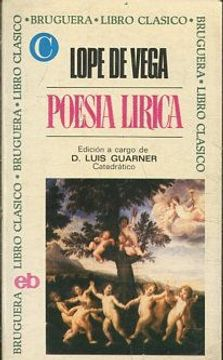 BRUGUERA • LIBRO CLASICO •
BRUGUERA • LIBRO CLASICO • BRUGUERA • LIBRO CLASICO •
C
LOPE DE VEGA
POESIA LIRICA
Edición a cargo de
D. LUIS GUARNER
Catedrático
eb